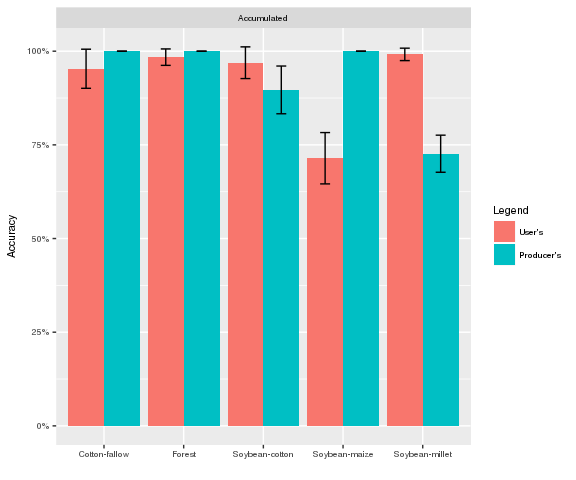 Accumulated
100%
75%
50%
25%
0%
Accuracy
Cotton-fallow
Forest
Soybean-cotton
Soybean-maize
Soybean-millet
Legend
User's
Producer's